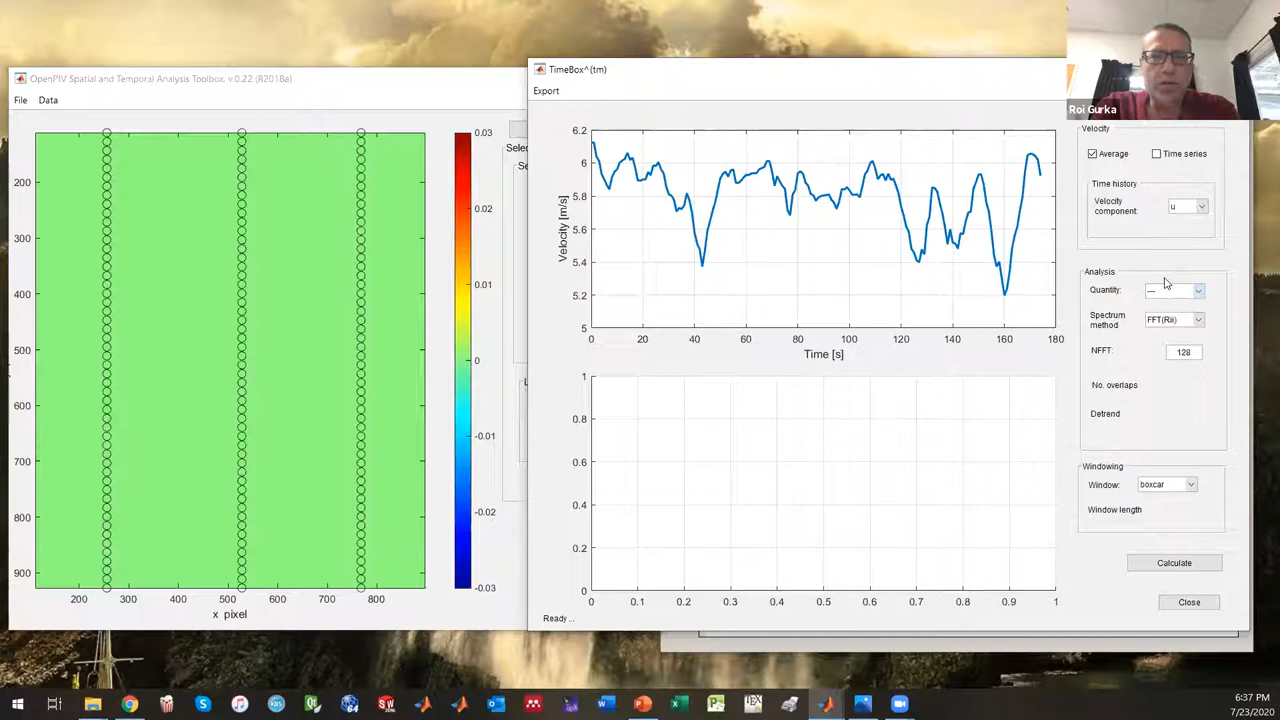 OpenPIV Spatial and Temporal Analysis Toolbox, v.0.22 (R2018a)
File Data
200
300
400
500
600
700
800
900
200 300 400 500 600 700 800
x pixel
0.03
0.02
0.01
0
-0.01
-0.02
-0.03
TimeBox^(tm)
Export
6.2
6
5.8
5.6
5.4
5.2
5
Velocity [m/s]
0 20 40 60 80 100 120 140 160 180
Time [s]
1
0.8
0.6
0.4
0.2
0
0 0.1 0.2 0.3 0.4 0.5 0.6 0.7 0.8 0.9 1
Ready ...
Roi Gurka
Velocity
Average Time series
Time history
Velocity
component:
u
Analysis
Quantity: ---
Spectrum
method
FFT(Rii)
NFFT: 128
No. overlaps
Detrend
Windowing
Window: boxcar
Window length
Calculate
Close
6:37 PM
7/23/2020